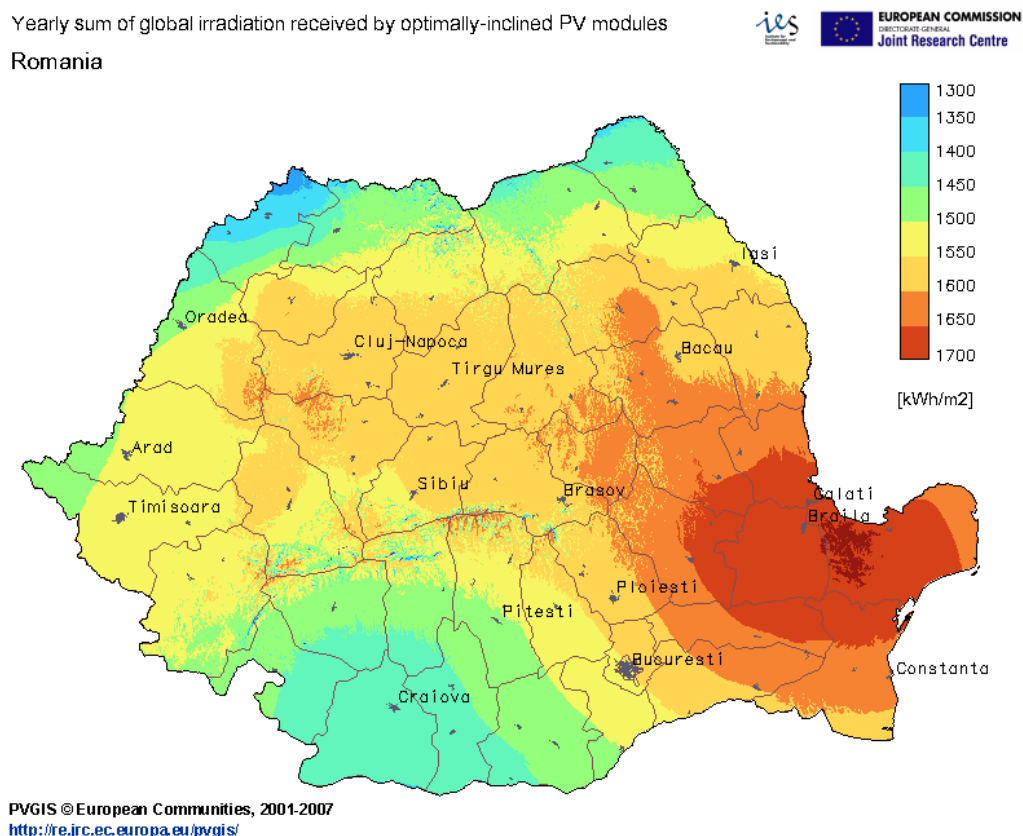 Yearly sum of global irradiation received by optimally-inclined PV modules
Romania
ies
EUROPEAN COMMISSION
DIRECTORATE-GENERAL
Joint Research Centre
1300
1350
1400
1450
1500
1550
1600
1650
1700
[kWh/m2]
Iasi
Oradea
Cluj-Napoca
Bacau
Tirgu Mures
Arad
Sibiu
Brasov
Galati
Timisoara
Braila
Ploiesti
Pitesti
Bucuresti
Constanta
Craiova
PVGIS © European Communities, 2001-2007
http://re.jrc.ec.europa.eu/pvgis/